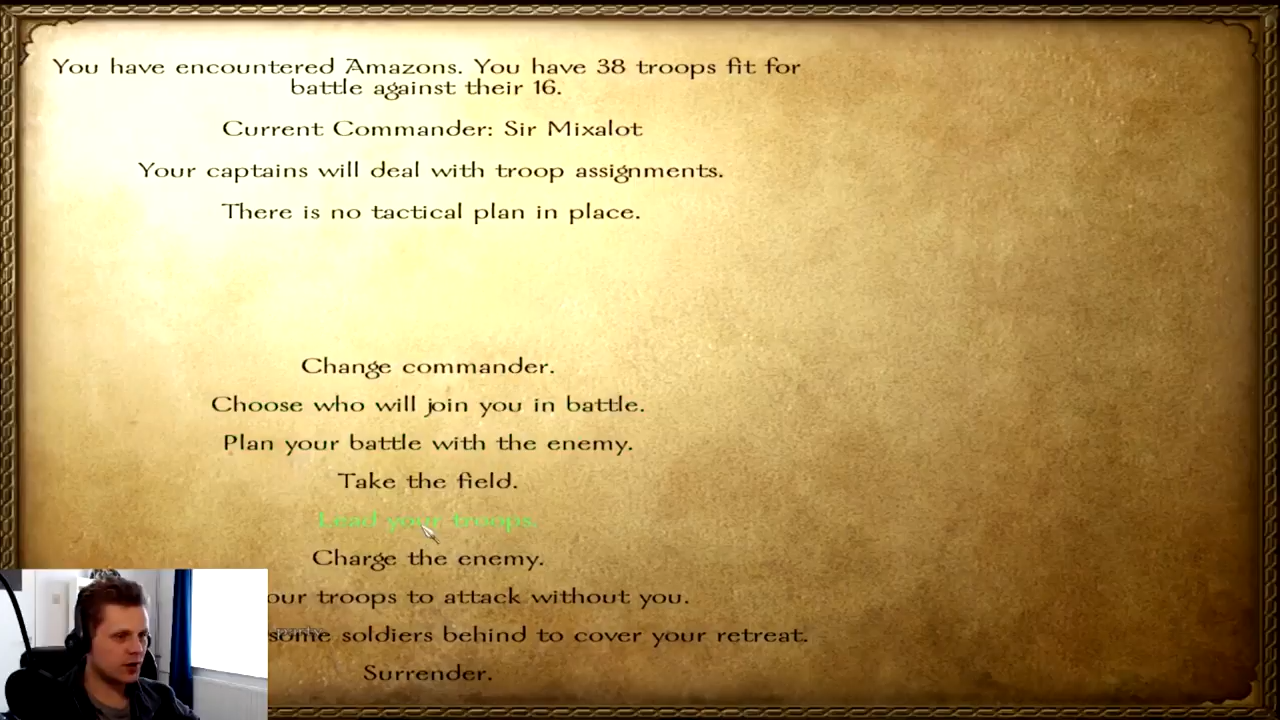 You have encountered Amazons. You have 38 troops fit for
battle against their 16.
Current Commander: Sir Mixalot
Your captains will deal with troop assignments.
There is no tactical plan in place.
Change commander.
Choose who will join you in battle.
Plan your battle with the enemy.
Take the field.
Lead your troops.
Charge the enemy.
our troops to attack without you.
some soldiers behind to cover your retreat.
Surrender.